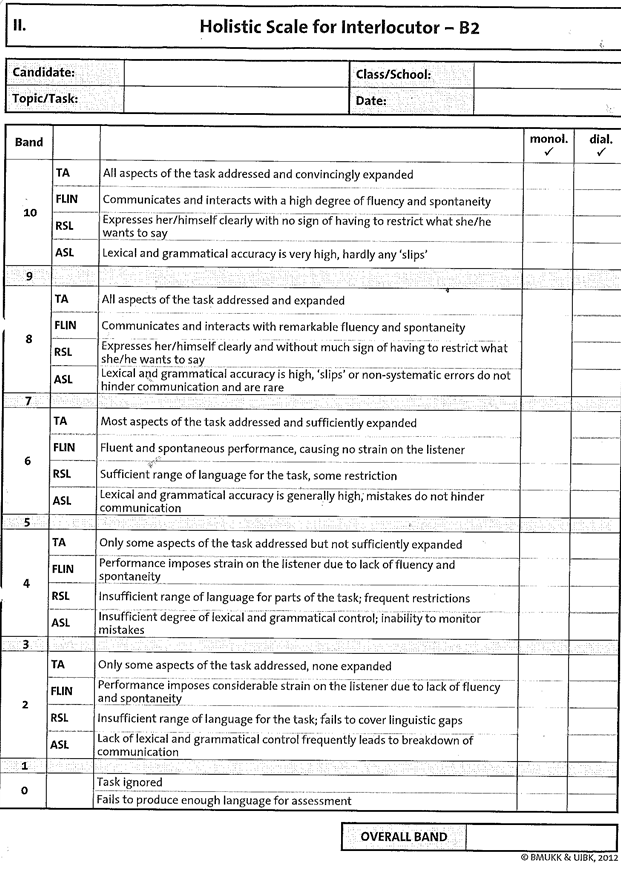 II. Holistic Scale for Interlocutor – B2
Candidate: Class/School:
Topic/Task: Date:
Band monol. dial.
✓ ✓
10
TA All aspects of the task addressed and convincingly expanded
FLIN Communicates and interacts with a high degree of fluency and spontaneity
RSL Expresses her/himself clearly with no sign of having to restrict what she/he
wants to say
ASL Lexical and grammatical accuracy is very high, hardly any ‘slips’
9
8
TA All aspects of the task addressed and expanded
FLIN Communicates and interacts with remarkable fluency and spontaneity
RSL Expresses her/himself clearly and without much sign of having to restrict what
she/he wants to say
ASL Lexical and grammatical accuracy is high, ‘slips’ or non-systematic errors do not
hinder communication and are rare
7
6
TA Most aspects of the task addressed and sufficiently expanded
FLIN Fluent and spontaneous performance, causing no strain on the listener
RSL Sufficient range of language for the task, some restriction
ASL Lexical and grammatical accuracy is generally high; mistakes do not hinder
communication
5
4
TA Only some aspects of the task addressed but not sufficiently expanded
FLIN Performance imposes strain on the listener due to lack of fluency and
spontaneity
RSL Insufficient range of language for parts of the task; frequent restrictions
ASL Insufficient degree of lexical and grammatical control; inability to monitor
mistakes
3
2
TA Only some aspects of the task addressed, none expanded
FLIN Performance imposes considerable strain on the listener due to lack of fluency
and spontaneity
RSL Insufficient range of language for the task; fails to cover linguistic gaps
ASL Lack of lexical and grammatical control frequently leads to breakdown of
communication
1
0
Task ignored
Fails to produce enough language for assessment
OVERALL BAND
© BMUKK & UIBK, 2012